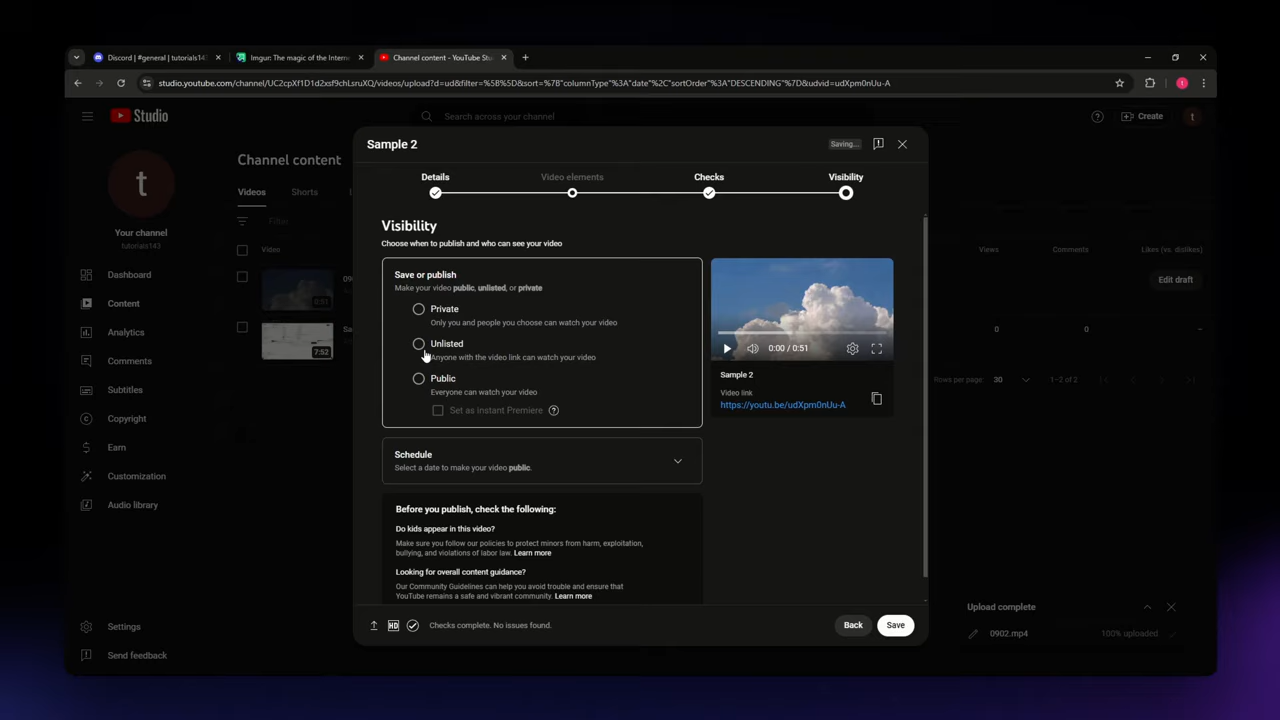 Discord | #general | tutorials143
Imgur: The magic of the Intern
Channel content - YouTube Stu
studio.youtube.com/channel/UC2cpXf1D1d2xsf9chLsruXQ/videos/upload?d=ud&filter=%5B%5D&sort=%7B"columnType"%3A"date"%2C"sortOrder"%3A"DESCENDING"%7D&udvid=udXpm0nUu-A
1
Studio
Search across your channel
Create
t
t
Your channel
tutorials143
Dashboard
Content
Analytics
Comments
Subtitles
Copyright
Earn
Customization
Audio library
Settings
Send feedback
Channel content
Videos
Shorts
Filter
Video
0:51
7:52
Sample 2
Saving...
Details
Video elements
Checks
Visibility
Visibility
Choose when to publish and who can see your video
Save or publish
Make your video public, unlisted, or private
Private
Only you and people you choose can watch your video
Unlisted
Anyone with the video link can watch your video
Public
Everyone can watch your video
Set as instant Premiere
Schedule
Select a date to make your video public.
Before you publish, check the following:
Do kids appear in this video?
Make sure you follow our policies to protect minors from harm, exploitation,
bullying, and violations of labor law. Learn more
Looking for overall content guidance?
Our Community Guidelines can help you avoid trouble and ensure that
YouTube remains a safe and vibrant community. Learn more
0:00 / 0:51
Sample 2
Video link
https://youtu.be/udXpm0nUu-A
HD
Checks complete. No issues found.
Back
Save
Views
Comments
Likes (vs. dislikes)
Edit draft
0
0
–
Rows per page:
30
1–2 of 2
Upload complete
0902.mp4
100% uploaded